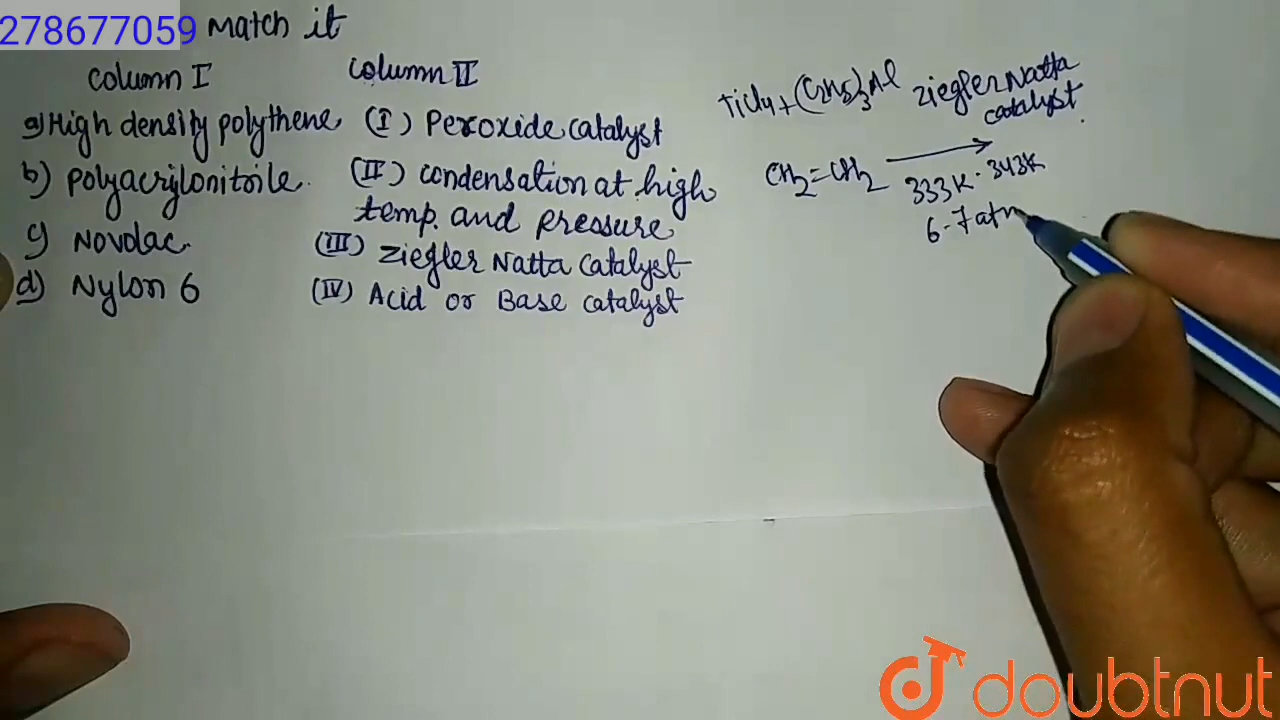 278677059 Match it
Column I Column II
a) High density polythene (I) Peroxide catalyst
b) polyacrylonitrile. (II) condensation at high
temp. and pressure
c) Novolac. (III) Ziegler Natta Catalyst
d) Nylon 6 (IV) Acid or Base catalyst
TiCl4+(C2H5)3Al Ziegler Natta
catalyst.
CH2=CH2 333K-343K
6-7 atm
doubtnut